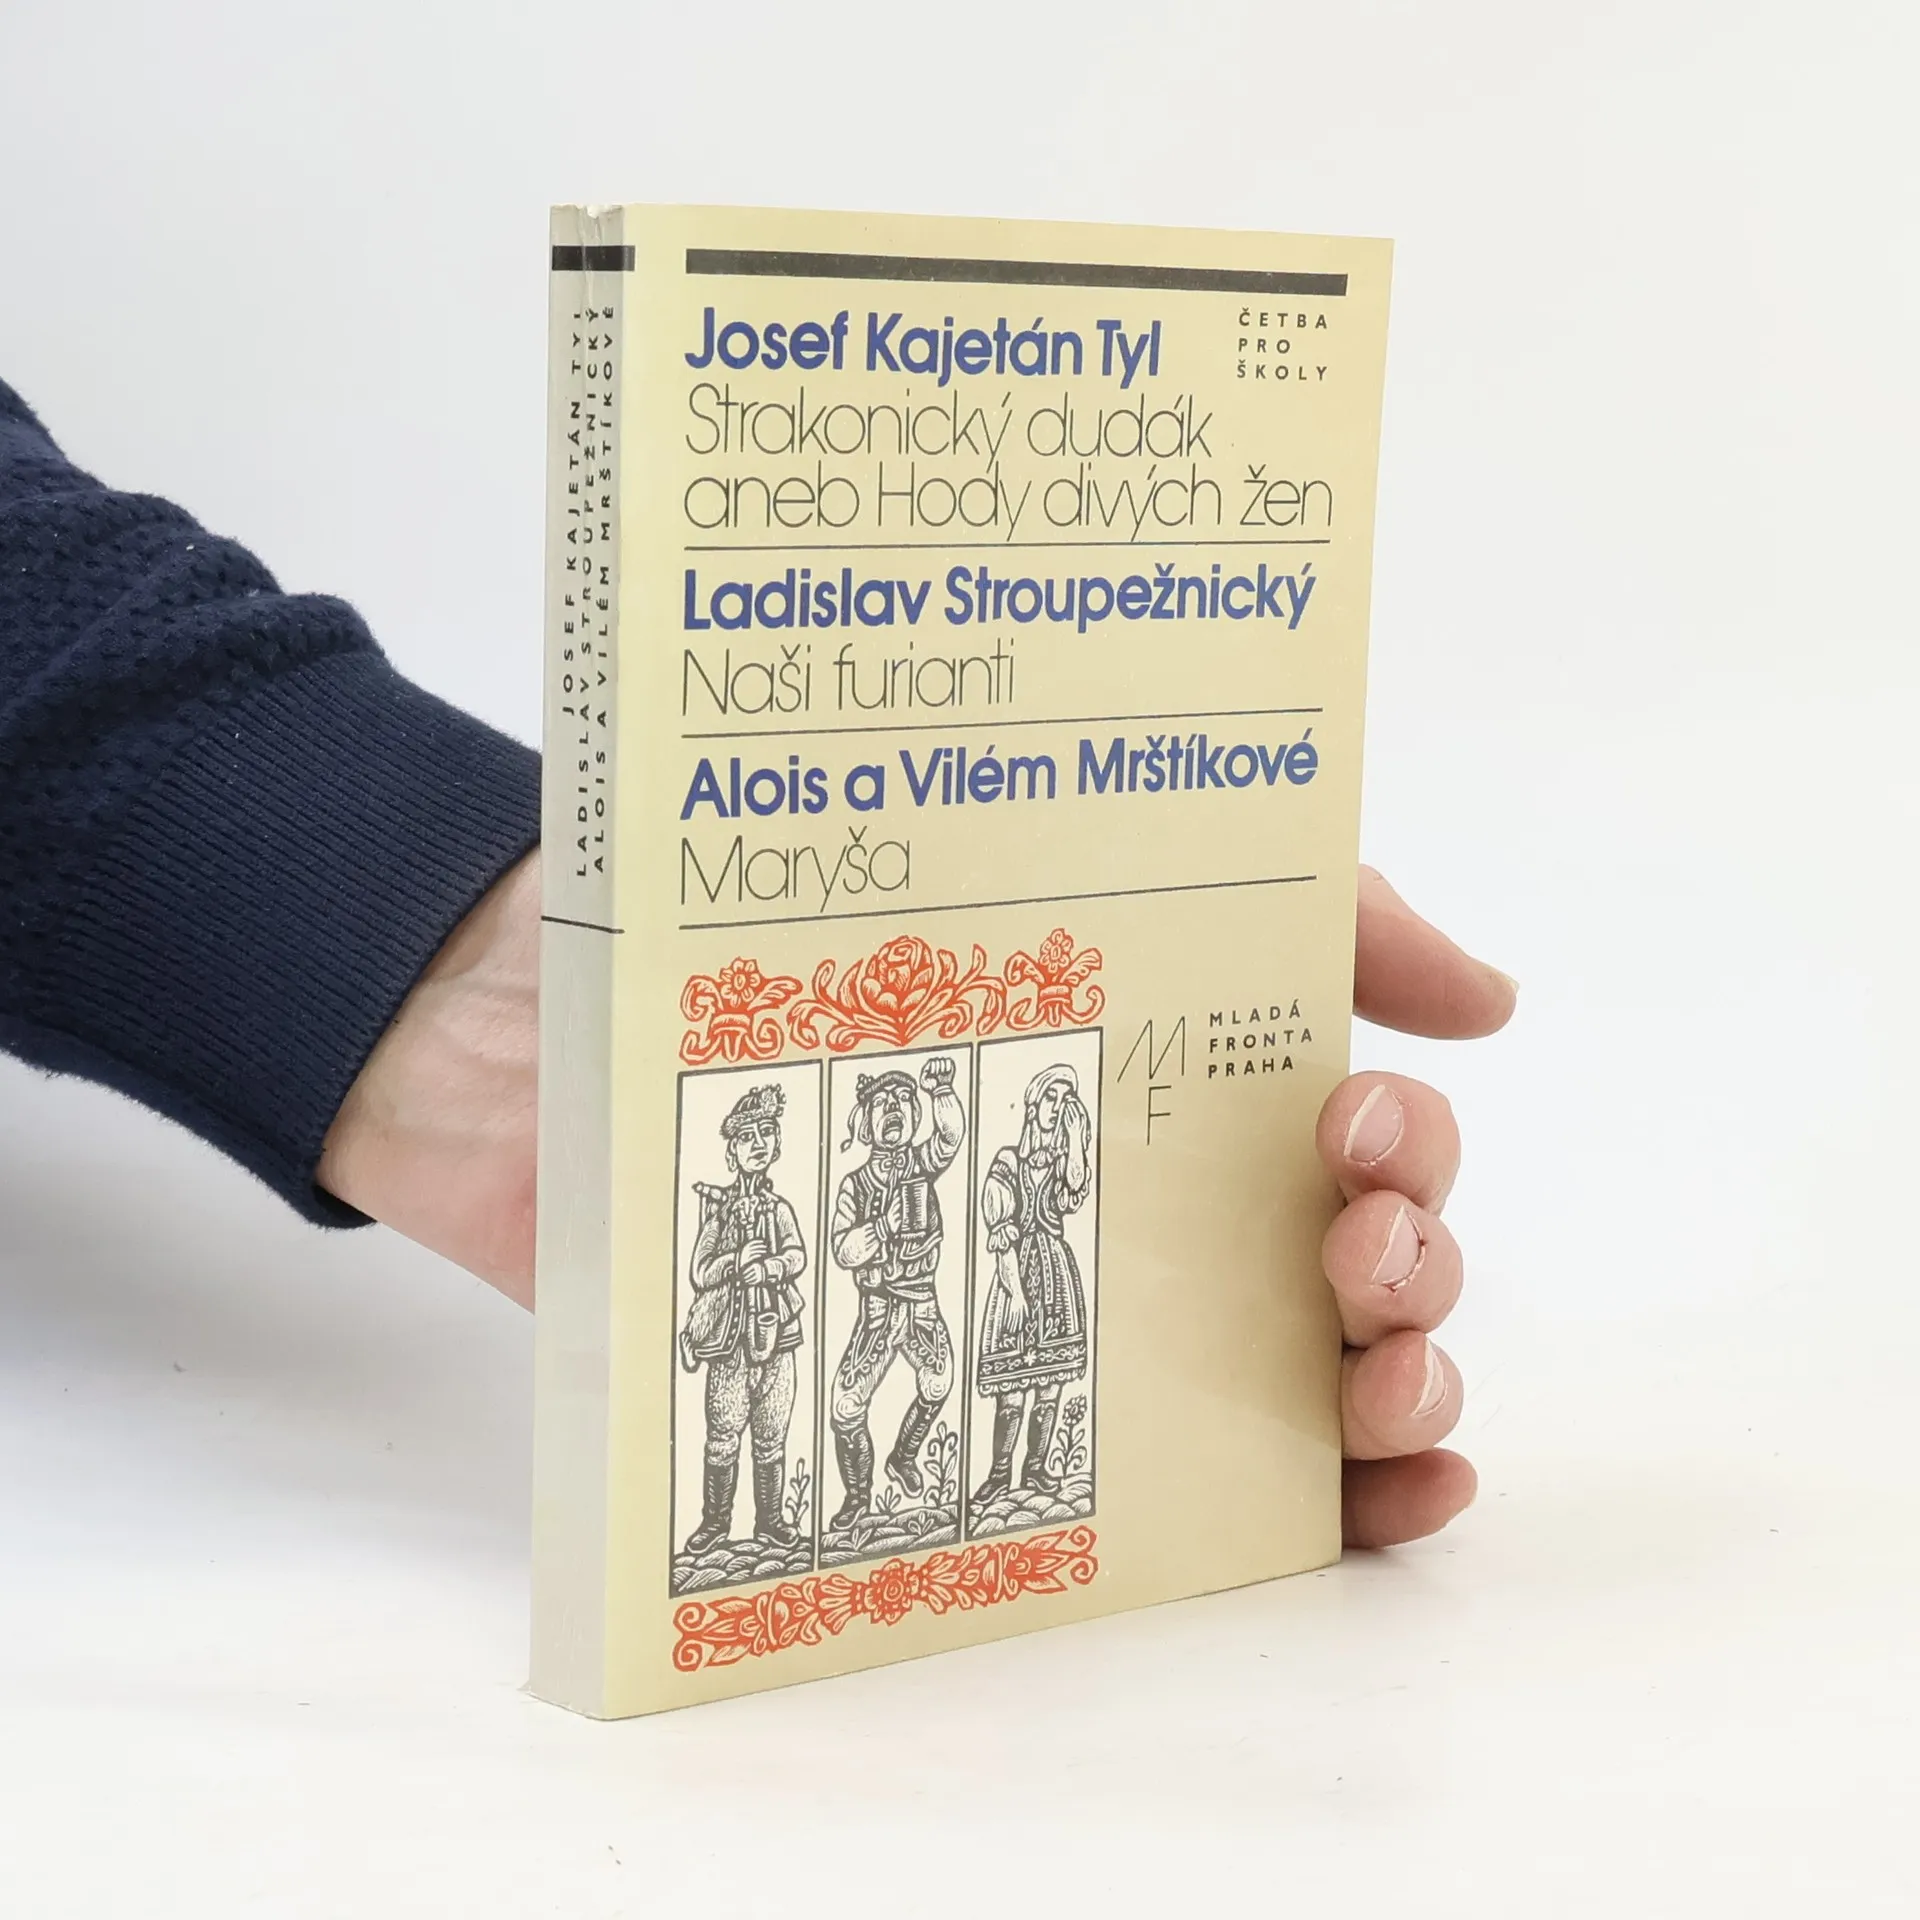 JOSEF KAJETÁN TYL
LADISLAV STROUPEŽNICKÝ
ALOIS A VILÉM MRŠTÍKOVÉ
Josef Kajetán Tyl
Strakonický dudák
aneb Hody divých žen
ČETBA
PRO
ŠKOLY
Ladislav Stroupežnický
Naši furianti
Alois a Vilém Mrštíkové
Maryša
MF
MLADÁ
FRONTA
PRAHA